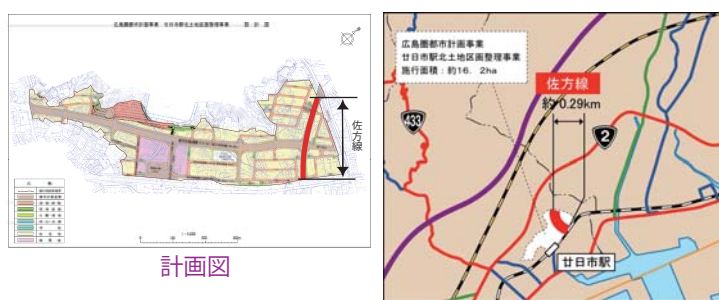 広島圏都市計画事業 廿日市駅北土地区画整理事業 設計図
佐方線
計画図
広島圏都市計画事業
廿日市駅北土地区画整理事業
施行面積：約16．2ha
佐方線
約0.29km
433
2
廿日市駅